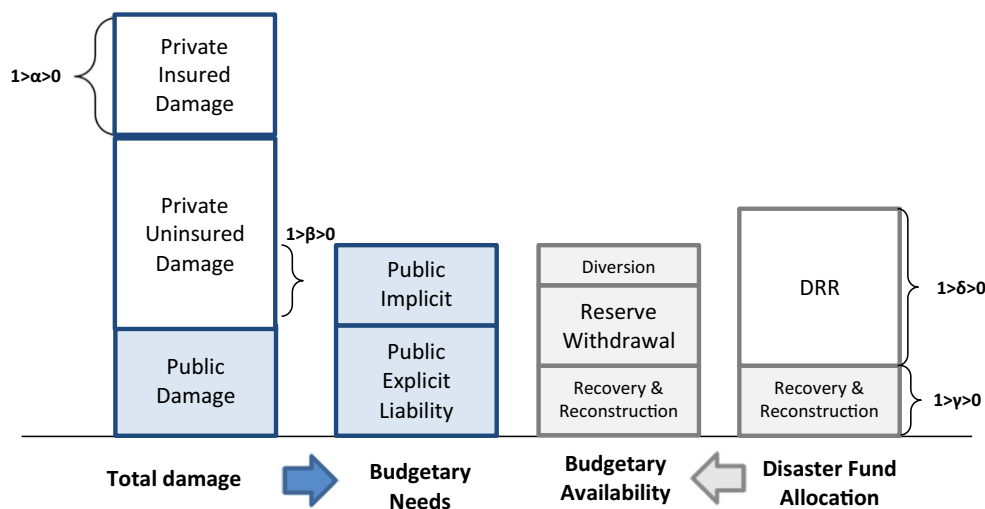 Private
Insured
Damage
1>α>0
Private
Uninsured
Damage
1>β>0
Public
Damage
Public
Implicit
Public
Explicit
Liability
Diversion
Reserve
Withdrawal
Recovery &
Reconstruction
DRR
1>δ>0
Recovery &
Reconstruction
1>γ>0
Total damage
Budgetary
Needs
Budgetary
Availability
Disaster Fund
Allocation